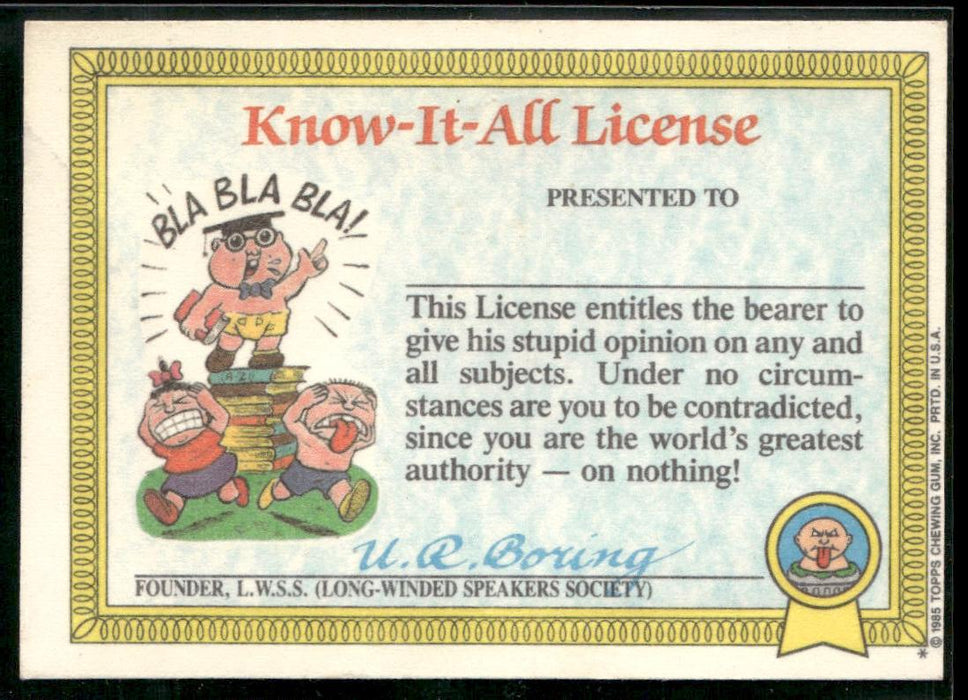 Know-It-All License
BLA BLA BLA!
PRESENTED TO
This License entitles the bearer to
give his stupid opinion on any and
all subjects. Under no circum-
stances are you to be contradicted,
since you are the world's greatest
authority — on nothing!
U.R. Boring
FOUNDER, L.W.S.S. (LONG-WINDED SPEAKERS SOCIETY)
* © 1985 TOPPS CHEWING GUM, INC. PRTD. IN U.S.A.